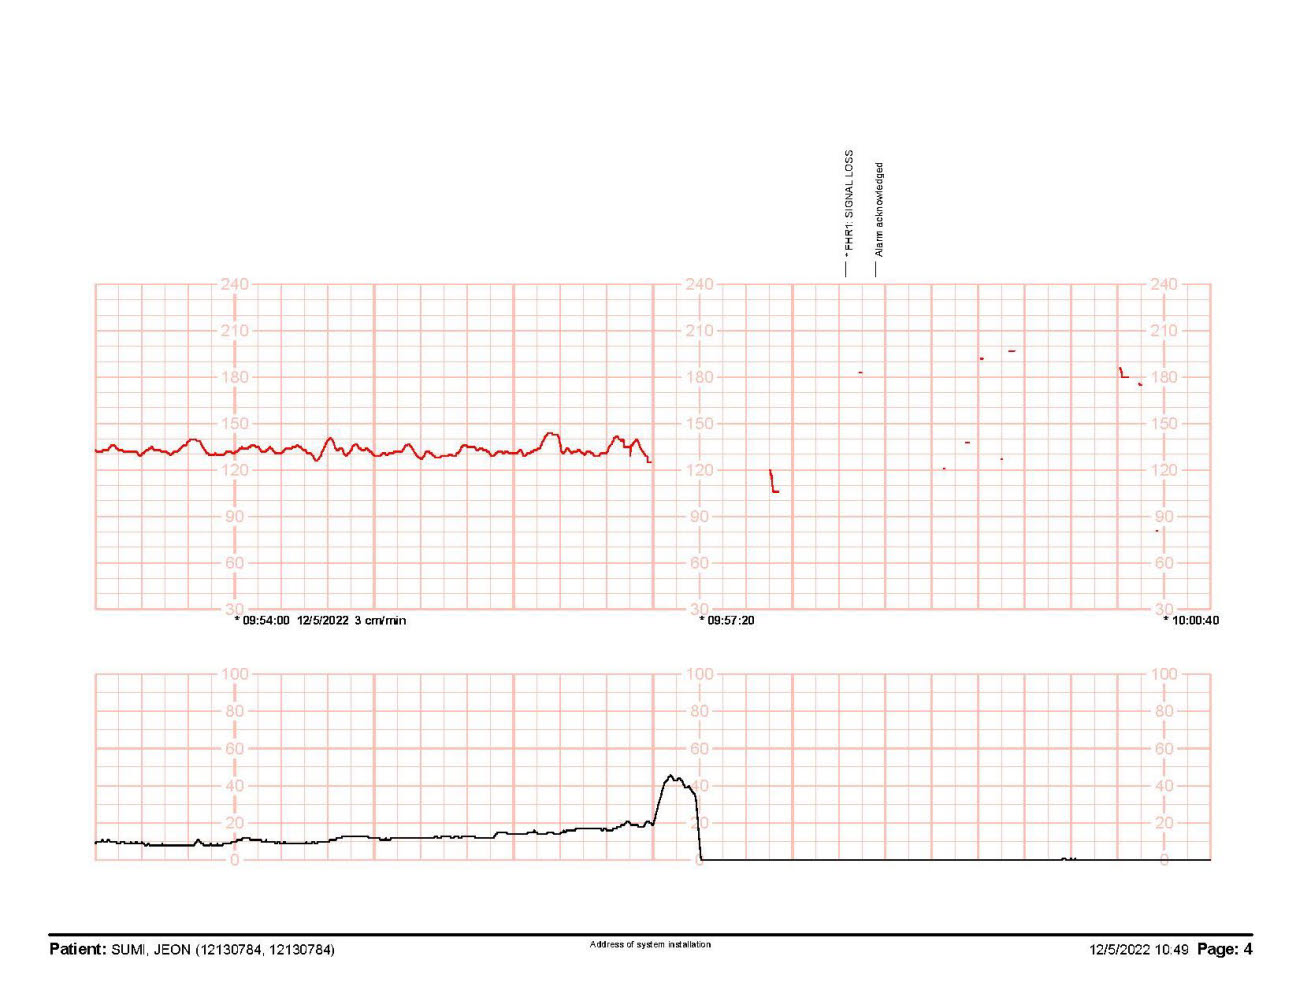 * FHR1: SIGNAL LOSS
Alarm acknowledged
240 240 240
210 210 210
180 180 180
150 150 150
120 120 120
90 90 90
60 60 60
30 30 30
* 09:54:00 12/5/2022 3 cm/min * 09:57:20 * 10:00:40
100 100 100
80 80 80
60 60 60
40 40 40
20 20 20
0 0 0
Patient: SUMI, JEON (12130784, 12130784) Address of system installation 12/5/2022 10:49 Page: 4